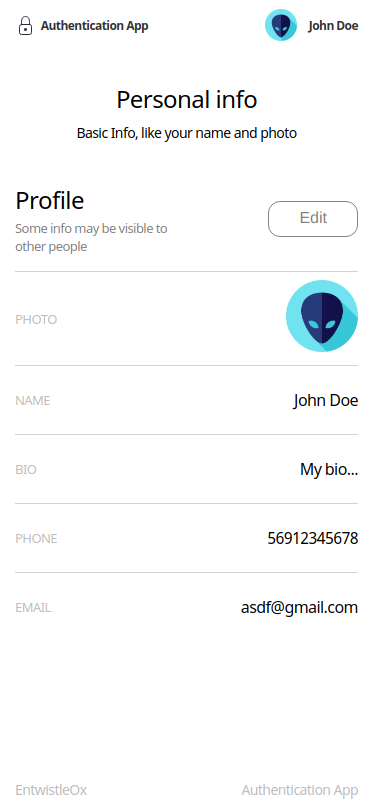 Authentication App
John Doe
Personal info
Basic Info, like your name and photo
Profile
Edit
Some info may be visible to
other people
PHOTO
NAME
John Doe
BIO
My bio...
PHONE
56912345678
EMAIL
asdf@gmail.com
EntwistleOx
Authentication App